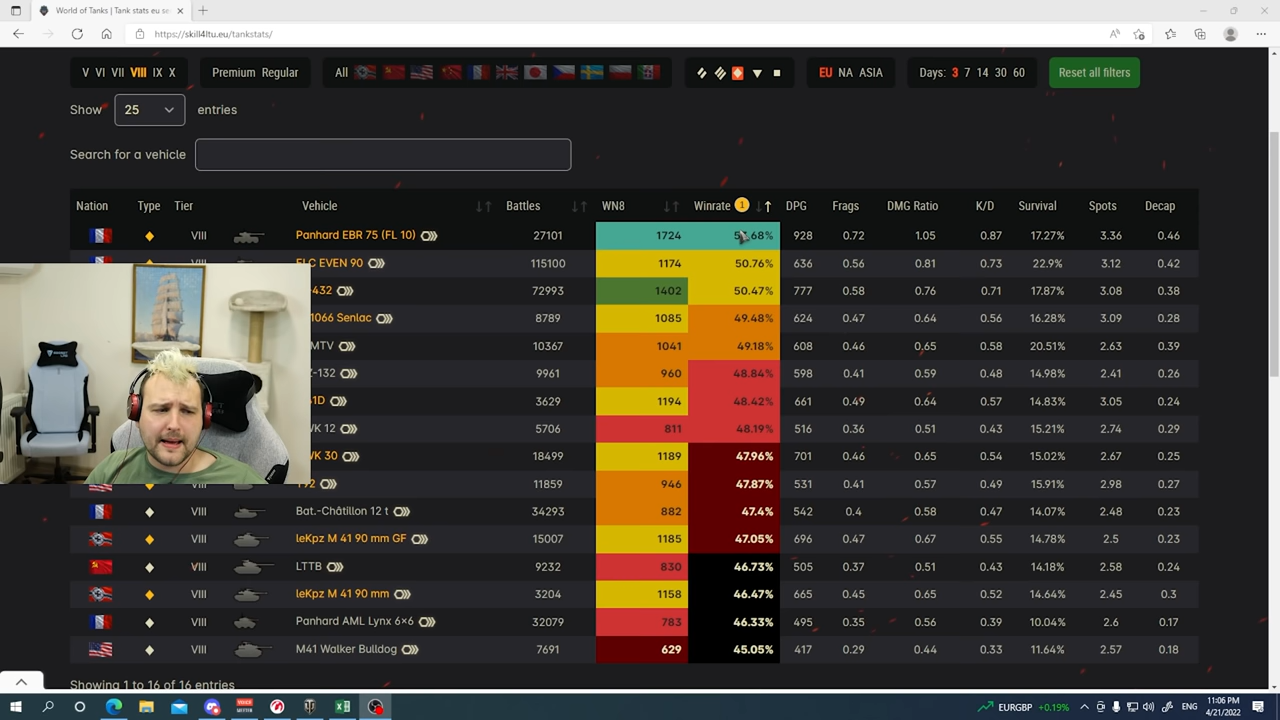 World of Tanks | Tank stats eu se
https://skill4ltu.eu/tankstats/
V VI VII VIII IX X Premium Regular All EU NA ASIA Days: 3 7 14 30 60 Reset all filters
Show 25 entries
Search for a vehicle
Nation Type Tier Vehicle Battles WN8 Winrate 1 DPG Frags DMG Ratio K/D Survival Spots Decap
VIII Panhard EBR 75 (FL 10) 27101 1724 .68% 928 0.72 1.05 0.87 17.27% 3.36 0.46
ELC EVEN 90 115100 1174 50.76% 636 0.56 0.81 0.73 22.9% 3.12 0.42
432 72993 1402 50.47% 777 0.58 0.76 0.71 17.87% 3.08 0.38
1066 Senlac 8789 1085 49.48% 624 0.47 0.64 0.56 16.28% 3.09 0.28
MTV 10367 1041 49.18% 608 0.46 0.65 0.58 20.51% 2.63 0.39
-132 9961 960 48.84% 598 0.41 0.59 0.48 14.98% 2.41 0.26
1D 3629 1194 48.42% 661 0.49 0.64 0.57 14.83% 3.05 0.24
WK 12 5706 811 48.19% 516 0.36 0.51 0.43 15.21% 2.74 0.29
WK 30 18499 1189 47.96% 701 0.46 0.65 0.54 15.02% 2.67 0.25
VIII T92 11859 946 47.87% 531 0.41 0.57 0.49 15.91% 2.98 0.27
VIII Bat.-Châtillon 12 t 34293 882 47.4% 542 0.4 0.58 0.47 14.07% 2.48 0.23
VIII leKpz M 41 90 mm GF 15007 1185 47.05% 696 0.47 0.67 0.55 14.78% 2.5 0.23
VIII LTTB 9232 830 46.73% 505 0.37 0.51 0.43 14.18% 2.58 0.24
VIII leKpz M 41 90 mm 3204 1158 46.47% 665 0.45 0.65 0.52 14.64% 2.54 0.3
VIII Panhard AML Lynx 6×6 32079 783 46.33% 495 0.35 0.56 0.39 10.04% 2.6 0.17
VIII M41 Walker Bulldog 7691 629 45.05% 417 0.29 0.44 0.33 11.64% 2.57 0.18
Showing 1 to 16 of 16 entries
EURGBP +0.19% ENG 11:06 PM
4/21/2022